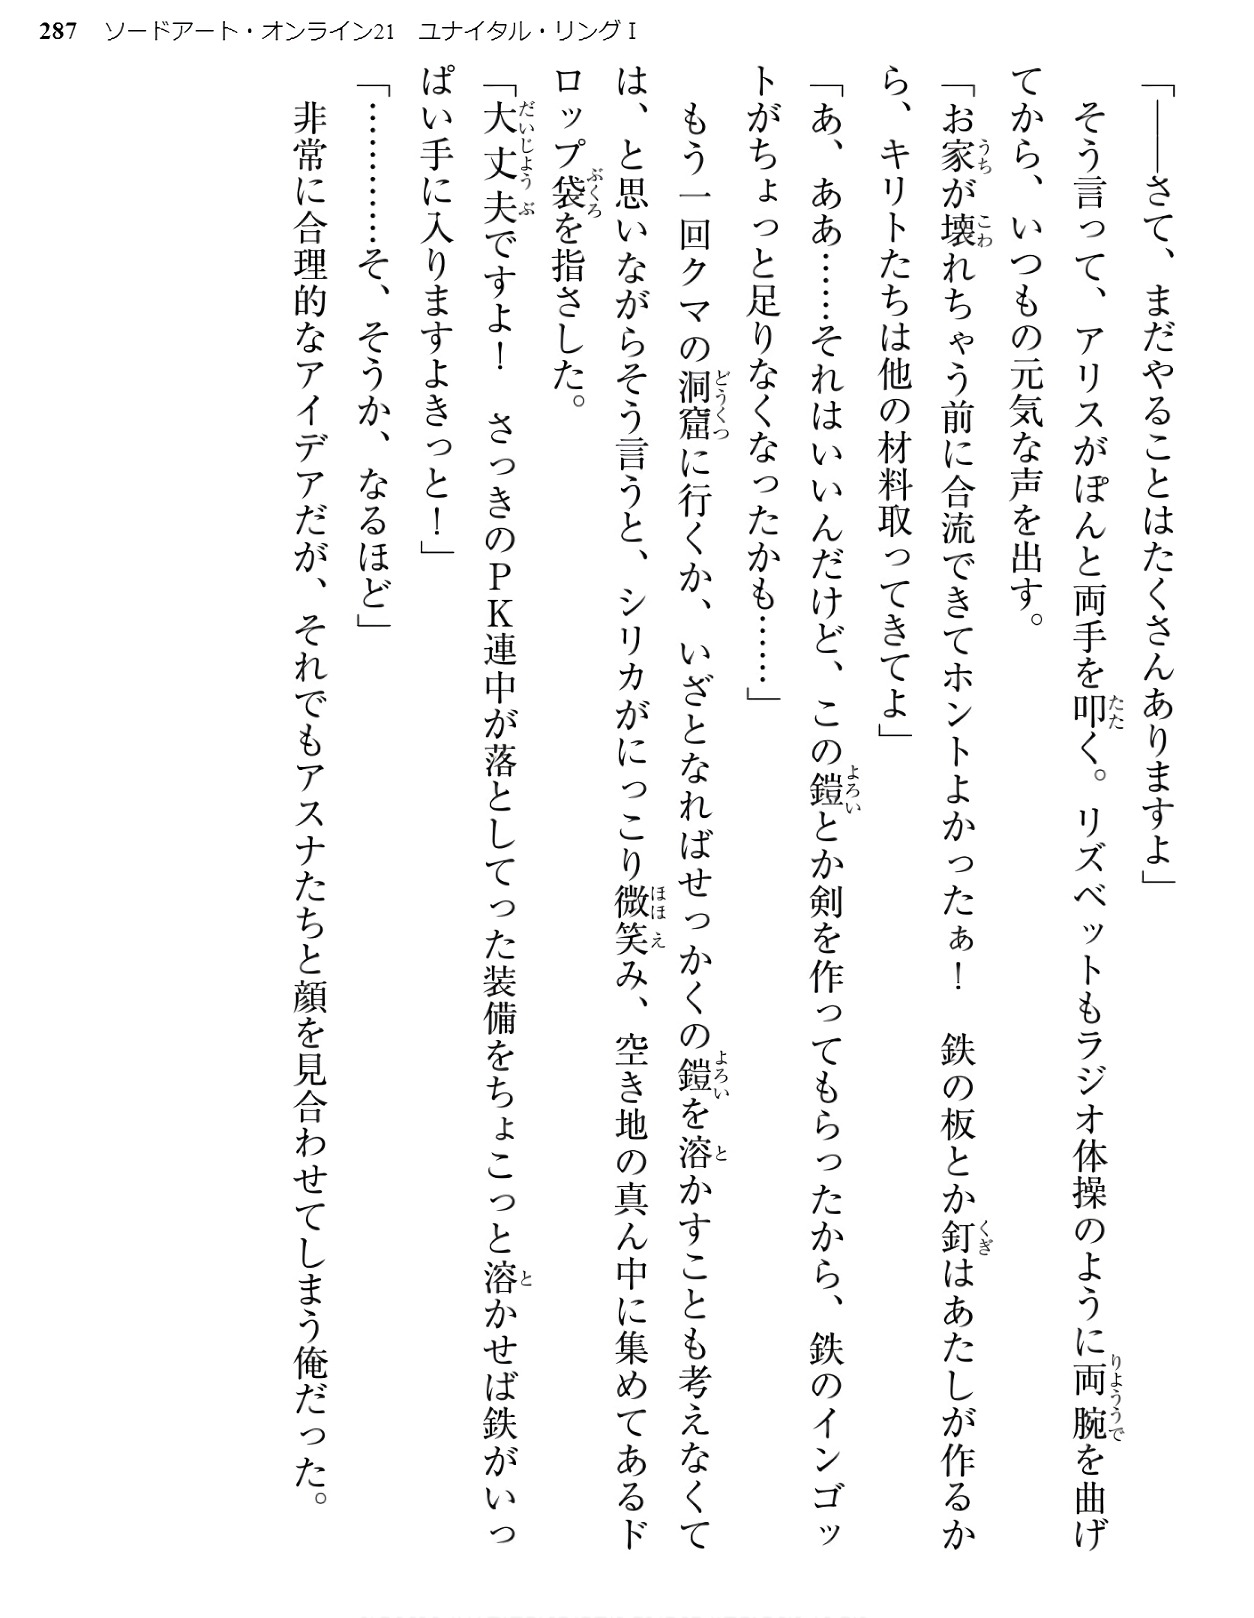 287 ソードアート・オンライン21 ユナイタル・リングⅠ
「――さて、まだやることはたくさんありますよ」
　そう言って、アリスがぽんと両手を叩く。リズベットもラジオ体操のように両腕を曲げ
てから、いつもの元気な声を出す。
「お家が壊れちゃう前に合流できてホントよかったぁ！　鉄の板とか釘はあたしが作るか
ら、キリトたちは他の材料取ってきてよ」
「あ、ああ……それはいいんだけど、この鎧とか剣を作ってもらったから、鉄のインゴッ
トがちょっと足りなくなったかも……」
　もう一回クマの洞窟に行くか、いざとなればせっかくの鎧を溶かすことも考えなくて
は、と思いながらそう言うと、シリカがにっこり微笑み、空き地の真ん中に集めてあるド
ロップ袋を指さした。
「大丈夫ですよ！　さっきのＰＫ連中が落としてった装備をちょこっと溶かせば鉄がいっ
ぱい手に入りますよきっと！」
「…………そ、そうか、なるほど」
　非常に合理的なアイデアだが、それでもアスナたちと顔を見合わせてしまう俺だった。